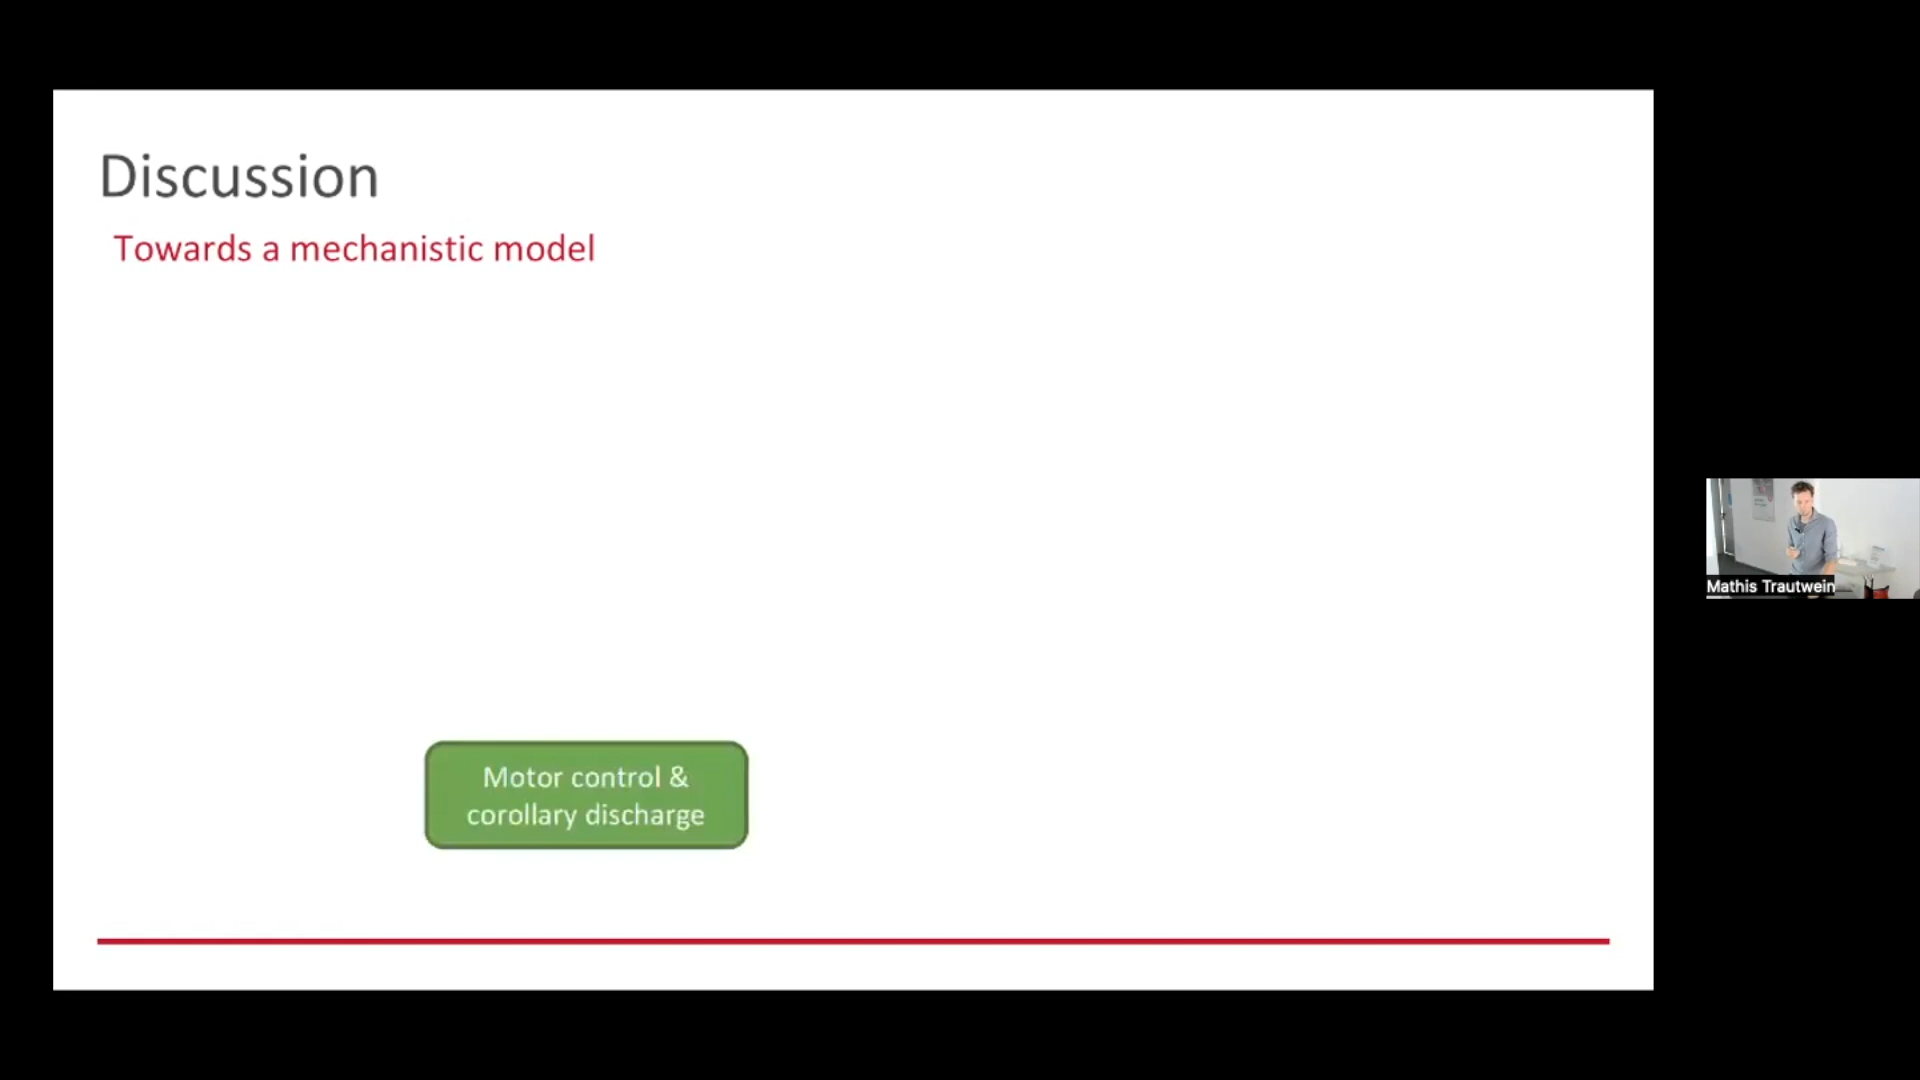 Discussion
Towards a mechanistic model
Motor control &
corollary discharge
Mathis Trautwein